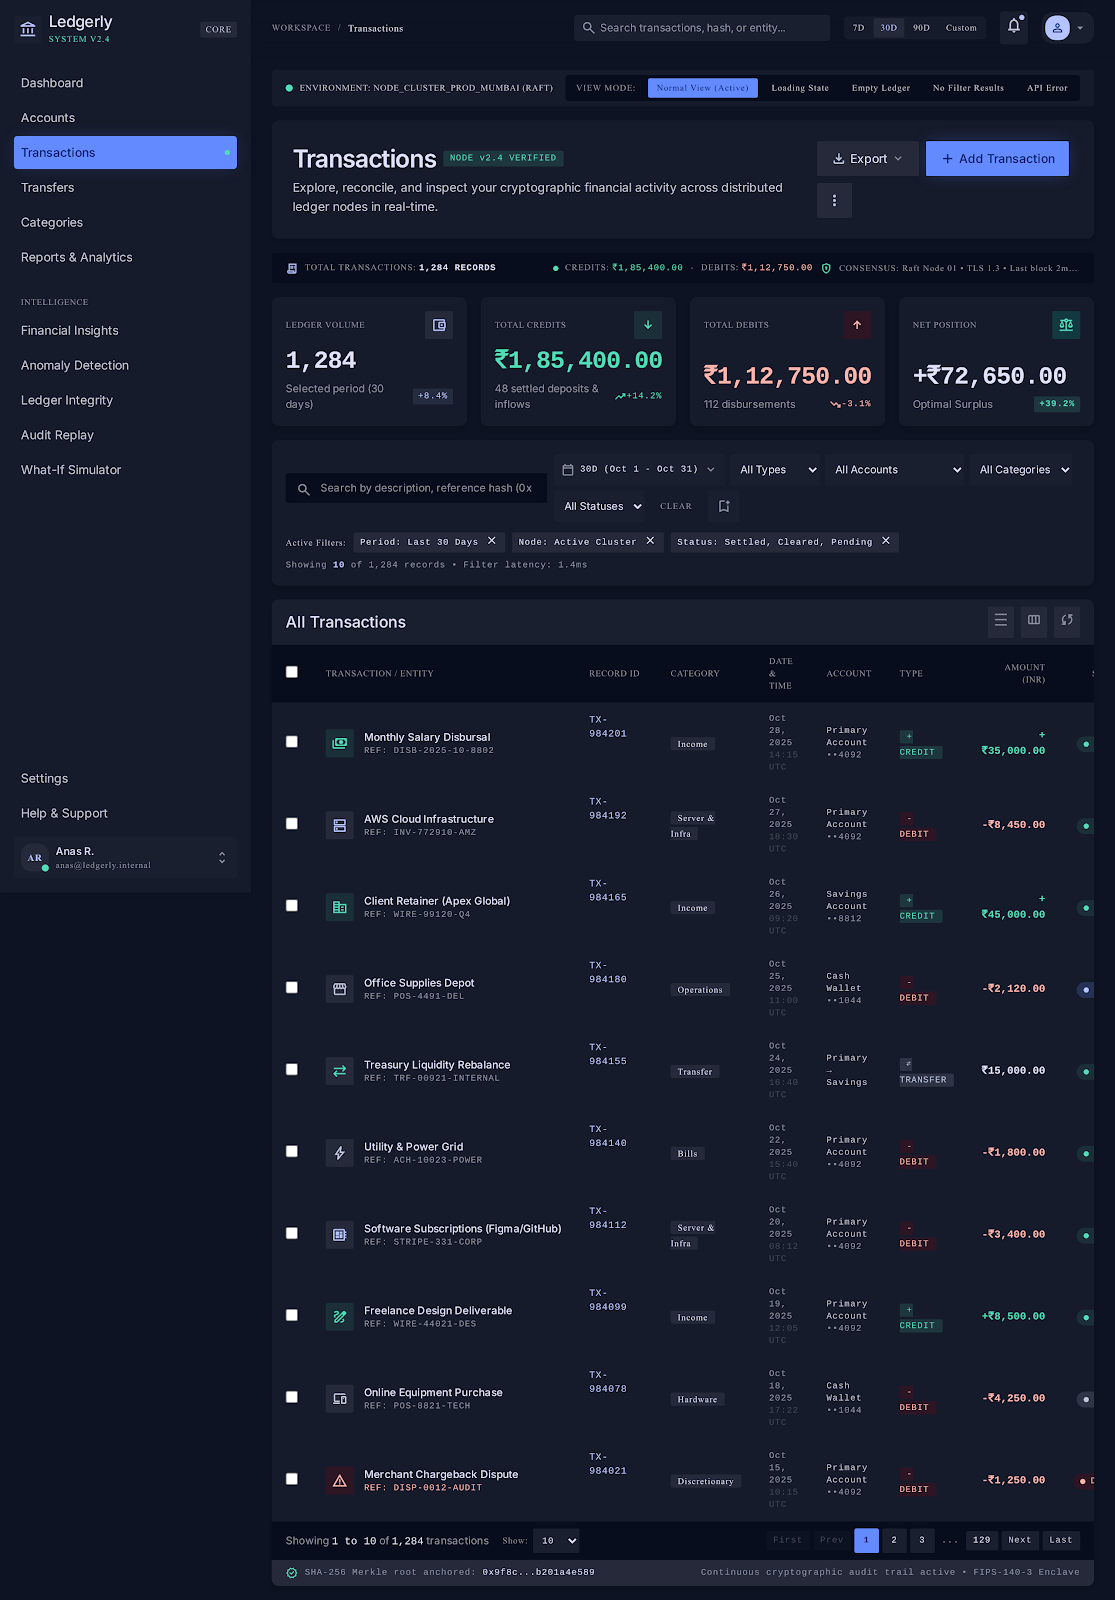 Ledgerly
SYSTEM V2.4
CORE
WORKSPACE / Transactions
Search transactions, hash, or entity...
7D 30D 90D Custom
Dashboard
Accounts
Transactions
Transfers
Categories
Reports & Analytics
INTELLIGENCE
Financial Insights
Anomaly Detection
Ledger Integrity
Audit Replay
What-If Simulator
Settings
Help & Support
AR
Anas R.
anas@ledgerly.internal
ENVIRONMENT: NODE_CLUSTER_PROD_MUMBAI (RAFT)
VIEW MODE: Normal View (Active) Loading State Empty Ledger No Filter Results API Error
Transactions NODE v2.4 VERIFIED
Explore, reconcile, and inspect your cryptographic financial activity across distributed
ledger nodes in real-time.
Export
+ Add Transaction
TOTAL TRANSACTIONS: 1,284 RECORDS
CREDITS: ₹1,85,400.00 · DEBITS: ₹1,12,750.00
CONSENSUS: Raft Node 01 • TLS 1.3 • Last block 2m...
LEDGER VOLUME
1,284
Selected period (30
days)
+8.4%
TOTAL CREDITS
₹1,85,400.00
48 settled deposits &
inflows
+14.2%
TOTAL DEBITS
₹1,12,750.00
112 disbursements
-3.1%
NET POSITION
+₹72,650.00
Optimal Surplus
+39.2%
Search by description, reference hash (0x
30D (Oct 1 - Oct 31)
All Types
All Accounts
All Categories
All Statuses
CLEAR
Active Filters: Period: Last 30 Days ✕ Node: Active Cluster ✕ Status: Settled, Cleared, Pending ✕
Showing 10 of 1,284 records • Filter latency: 1.4ms
All Transactions
TRANSACTION / ENTITY
RECORD ID
CATEGORY
DATE
&
TIME
ACCOUNT
TYPE
AMOUNT
(INR)
Monthly Salary Disbursal
REF: DISB-2025-10-8802
TX-
984201
Income
Oct
28,
2025
14:15
UTC
Primary
Account
••4092
+
CREDIT
+
₹35,000.00
AWS Cloud Infrastructure
REF: INV-772910-AMZ
TX-
984192
Server &
Infra
Oct
27,
2025
18:30
UTC
Primary
Account
••4092
-
DEBIT
-₹8,450.00
Client Retainer (Apex Global)
REF: WIRE-99120-Q4
TX-
984165
Income
Oct
26,
2025
09:20
UTC
Savings
Account
••8812
+
CREDIT
+
₹45,000.00
Office Supplies Depot
REF: POS-4491-DEL
TX-
984180
Operations
Oct
25,
2025
11:00
UTC
Cash
Wallet
••1044
-
DEBIT
-₹2,120.00
Treasury Liquidity Rebalance
REF: TRF-00921-INTERNAL
TX-
984155
Transfer
Oct
24,
2025
16:40
UTC
Primary
→
Savings
⇄
TRANSFER
₹15,000.00
Utility & Power Grid
REF: ACH-10023-POWER
TX-
984140
Bills
Oct
22,
2025
15:40
UTC
Primary
Account
••4092
-
DEBIT
-₹1,800.00
Software Subscriptions (Figma/GitHub)
REF: STRIPE-331-CORP
TX-
984112
Server &
Infra
Oct
20,
2025
08:12
UTC
Primary
Account
••4092
-
DEBIT
-₹3,400.00
Freelance Design Deliverable
REF: WIRE-44021-DES
TX-
984099
Income
Oct
19,
2025
12:05
UTC
Primary
Account
••4092
+
CREDIT
+₹8,500.00
Online Equipment Purchase
REF: POS-8821-TECH
TX-
984078
Hardware
Oct
18,
2025
17:22
UTC
Cash
Wallet
••1044
-
DEBIT
-₹4,250.00
Merchant Chargeback Dispute
REF: DISP-0012-AUDIT
TX-
984021
Discretionary
Oct
15,
2025
10:15
UTC
Primary
Account
••4092
-
DEBIT
-₹1,250.00
Showing 1 to 10 of 1,284 transactions Show: 10
First Prev 1 2 3 ... 129 Next Last
SHA-256 Merkle root anchored: 0x9f8c...b201a4e589
Continuous cryptographic audit trail active • FIPS-140-3 Enclave